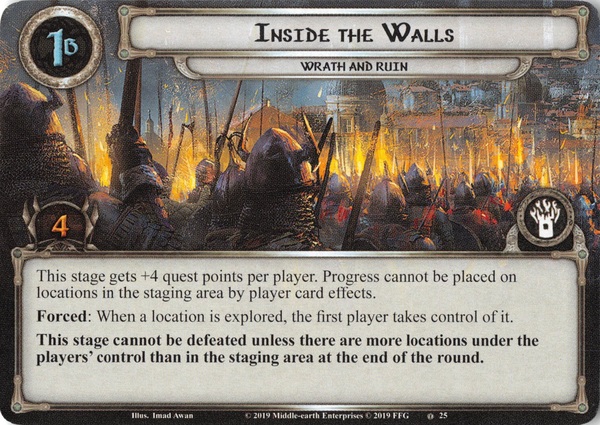 1B
INSIDE THE WALLS
WRATH AND RUIN
4
This stage gets +4 quest points per player. Progress cannot be placed on
locations in the staging area by player card effects.
Forced: When a location is explored, the first player takes control of it.
This stage cannot be defeated unless there are more locations under the
players' control than in the staging area at the end of the round.
Illus. Imad Awan © 2019 Middle-earth Enterprises © 2019 FFG 25